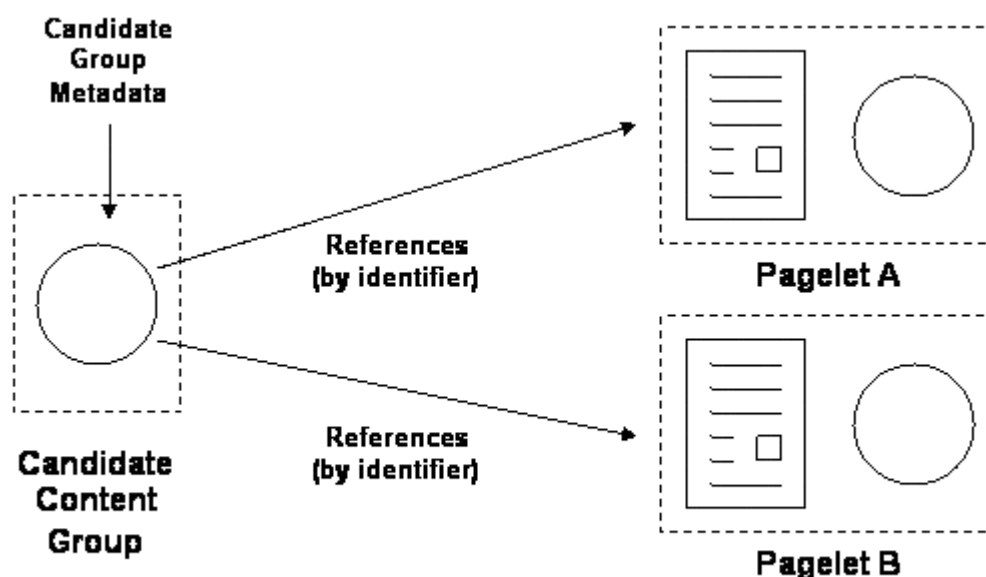 Candidate
Group
Metadata
References
(by identifier)
Pagelet A
References
(by identifier)
Candidate
Content
Group
Pagelet B